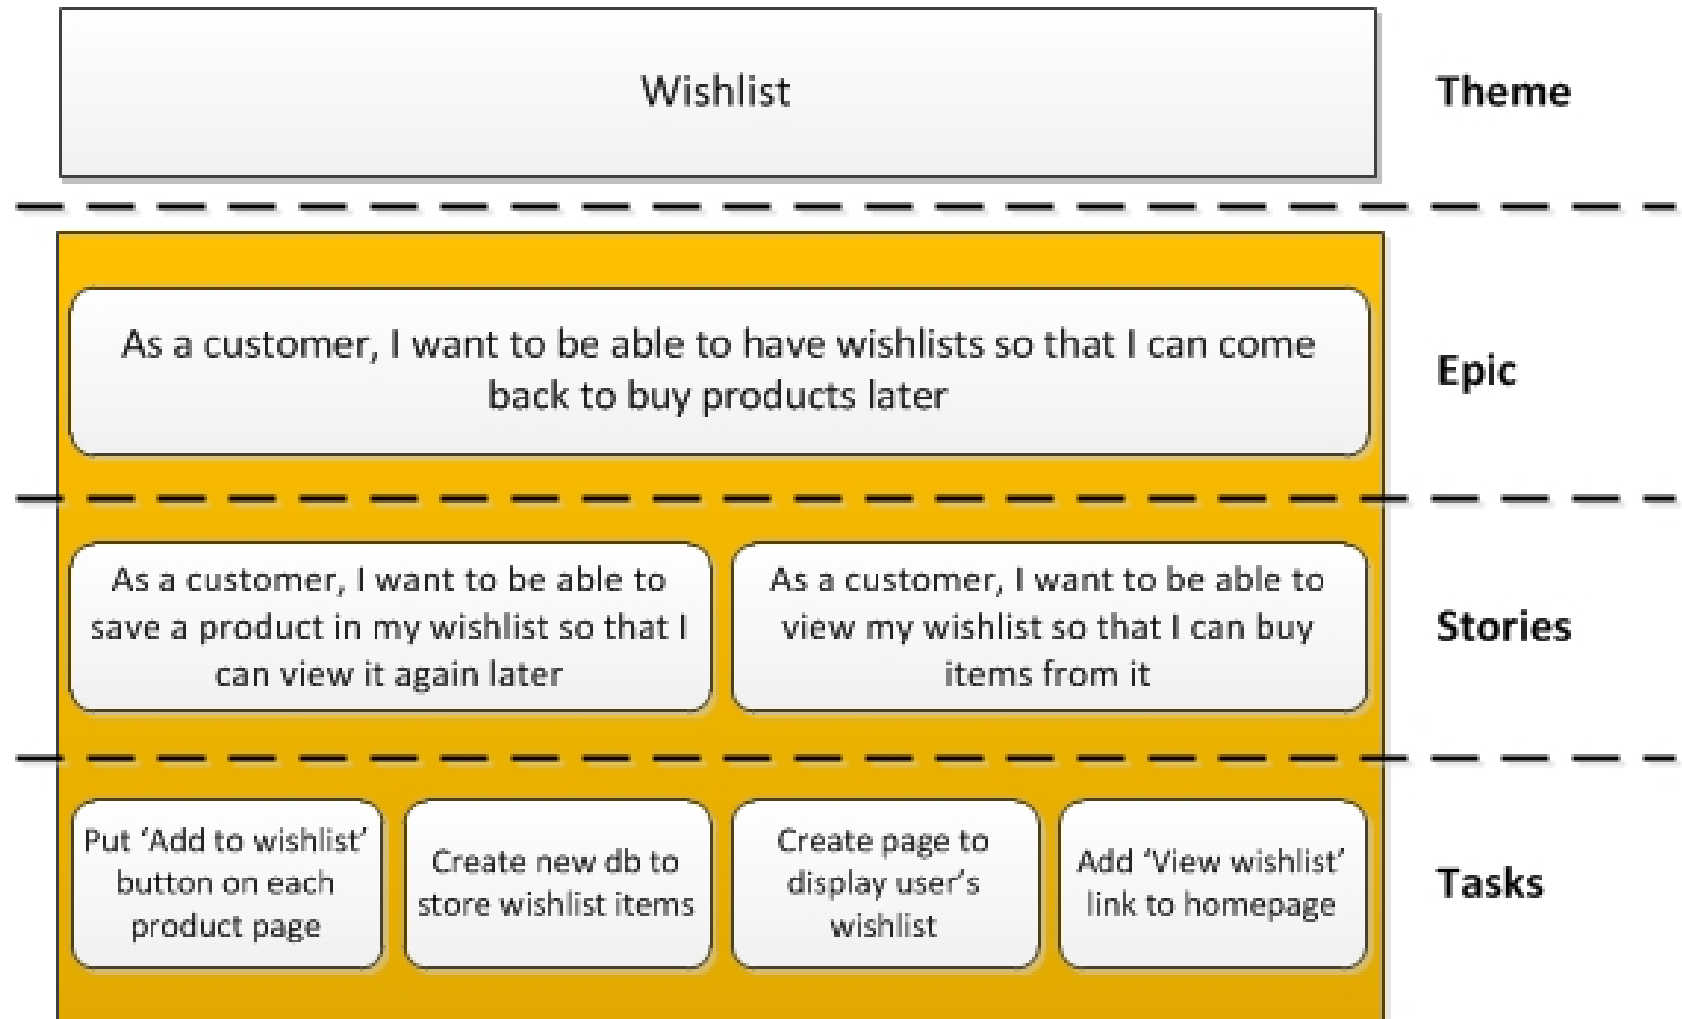 Wishlist
Theme
As a customer, I want to be able to have wishlists so that I can come
back to buy products later
Epic
As a customer, I want to be able to
save a product in my wishlist so that I
can view it again later
As a customer, I want to be able to
view my wishlist so that I can buy
items from it
Stories
Put ‘Add to wishlist’
button on each
product page
Create new db to
store wishlist items
Create page to
display user’s
wishlist
Add ‘View wishlist’
link to homepage
Tasks